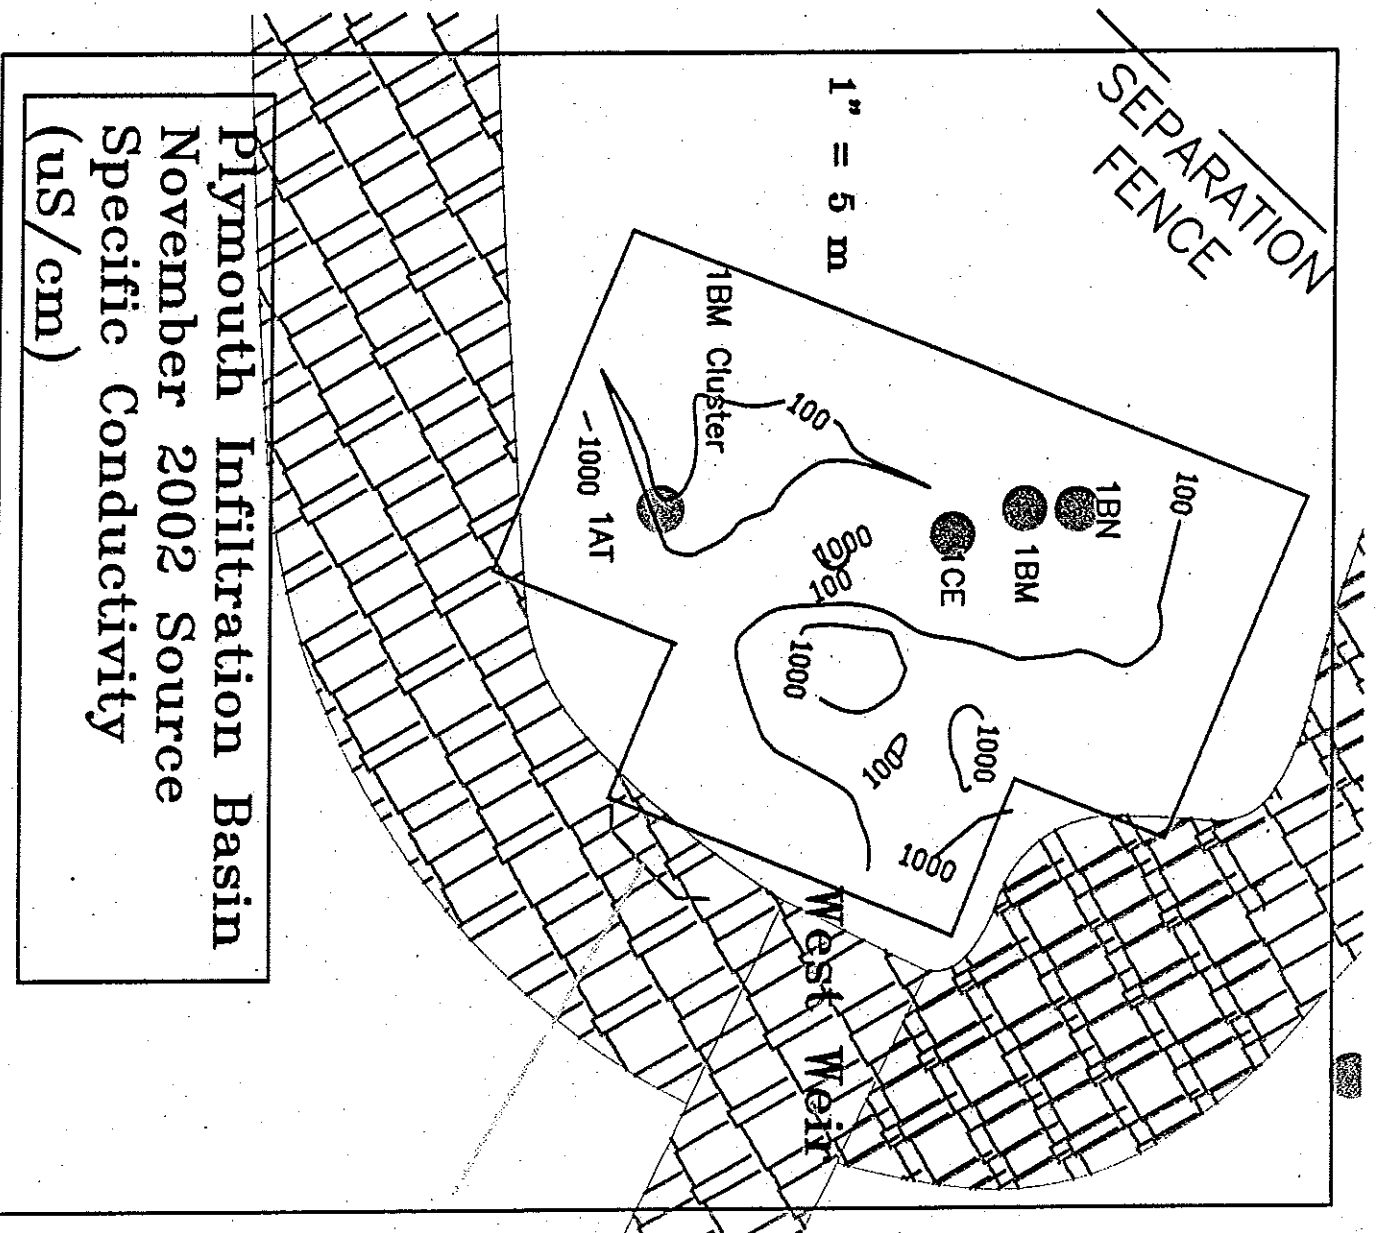 SEPARATION
FENCE
1" = 5 m
100
1BN
1BM
1CE
100
1BM Cluster
1000
100
1000
1000
100
1000
-1000
1AT
West Weir
Plymouth Infiltration Basin
November 2002 Source
Specific Conductivity
(uS/cm)